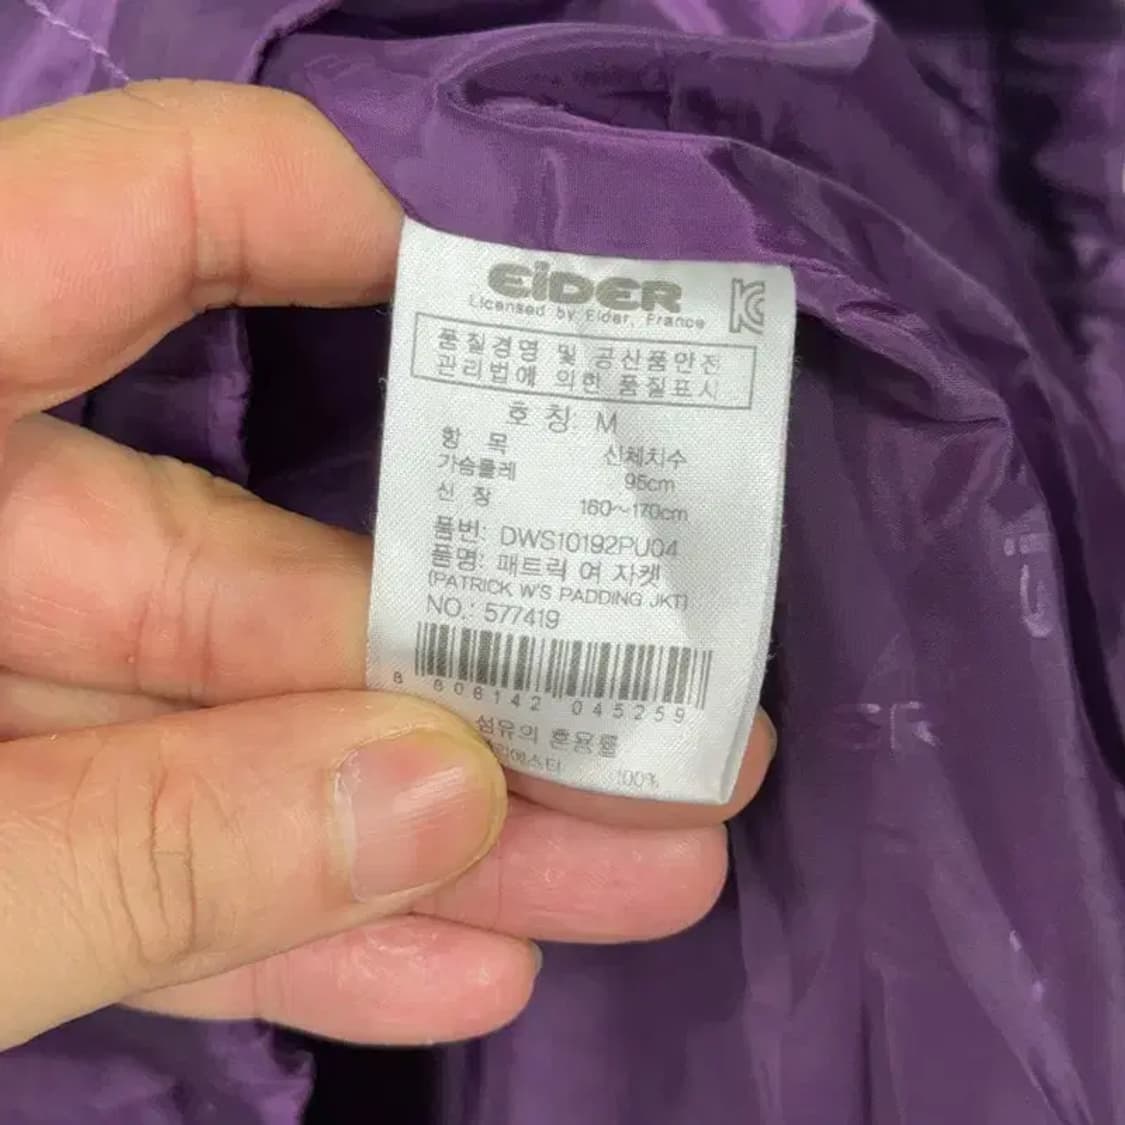 EiDER
Licensed by Eider, France
품질경영 및 공산품안전
관리법에 의한 품질표시
호 칭: M
항 목 신체치수
가슴둘레 95cm
신 장 160~170cm
품번: DWS10192PU04
품명: 패트릭 여 자켓
(PATRICK W'S PADDING JKT)
NO.: 577419
8 806142 045259
섬유의 혼용률
100%